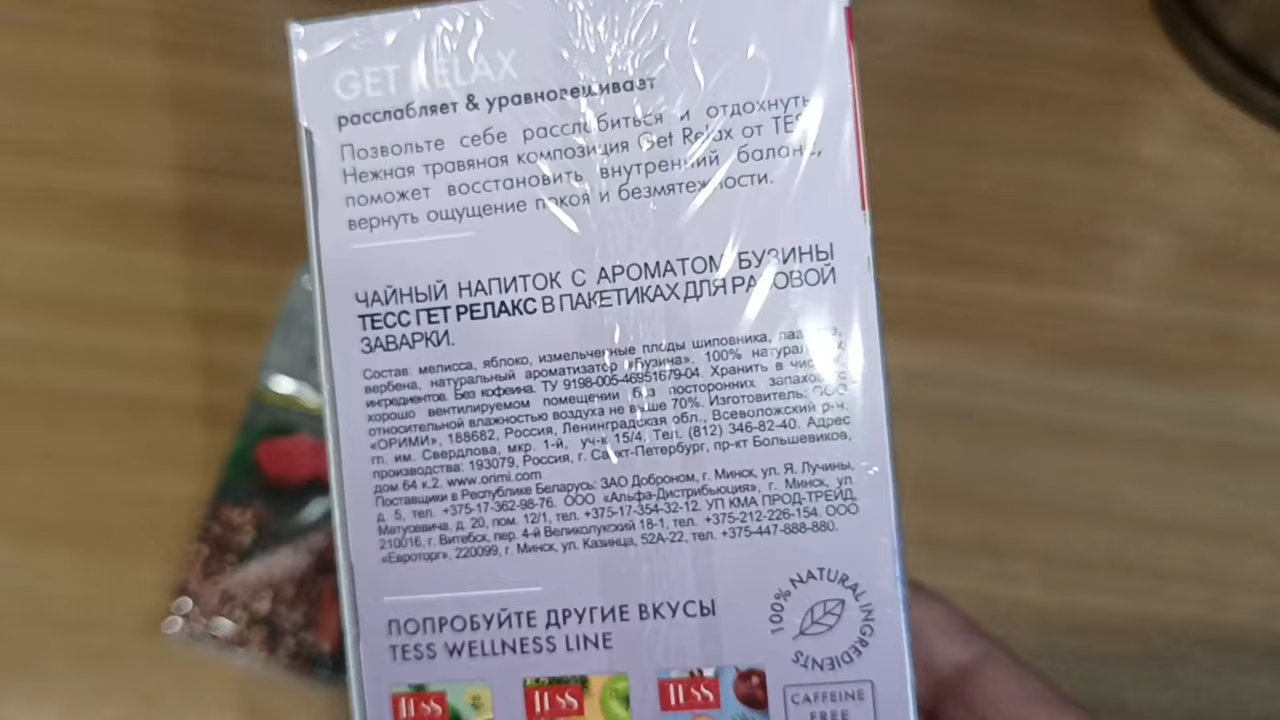 GET RELAX
расслабляет & уравновешивает
Позвольте себе расслабиться и отдохнуть
Нежная травяная композиция Get Relax от TESS
поможет восстановить внутренний баланс,
вернуть ощущение покоя и безмятежности.
ЧАЙНЫЙ НАПИТОК С АРОМАТОМ БУЗИНЫ
ТЕСС ГЕТ РЕЛАКС В ПАКЕТИКАХ ДЛЯ РАЗОВОЙ
ЗАВАРКИ.
Состав: мелисса, яблоко, измельченные плоды шиповника,
вербена, натуральный ароматизатор «Бузина». 100% натуральных
ингредиентов. Без кофеина. ТУ 9198-005-46951679-04. Хранить в
хорошо вентилируемом помещении без посторонних запахов с
относительной влажностью воздуха не выше 70%. Изготовитель: ООО
«ОРИМИ», 188682, Россия, Ленинградская обл., Всеволожский р-н,
гп. им. Свердлова, мкр. 1-й, уч-к 15/4. Тел. (812) 346-82-40. Адрес
производства: 193079, Россия, г. Санкт-Петербург, пр-кт Большевиков,
дом 64 к.2. www.orimi.com
Поставщики в Республике Беларусь: ЗАО Доброном, г. Минск, ул. Я. Лучины,
д. 5, тел. +375-17-362-98-76. ООО «Альфа-Дистрибьюция», г. Минск, ул.
Матусевича, д. 20, пом. 12/1, тел. +375-17-354-32-12. УП КМА ПРОД-ТРЕЙД,
210016, г. Витебск, пер. 4-й Великолукский 18-1, тел. +375-212-226-154. ООО
«Евроторг», 220099, г. Минск, ул. Казинца, 52А-22, тел. +375-447-888-880.
100% NATURAL INGREDIENTS
ПОПРОБУЙТЕ ДРУГИЕ ВКУСЫ
TESS WELLNESS LINE
TESS TESS TESS
CAFFEINE
FREE